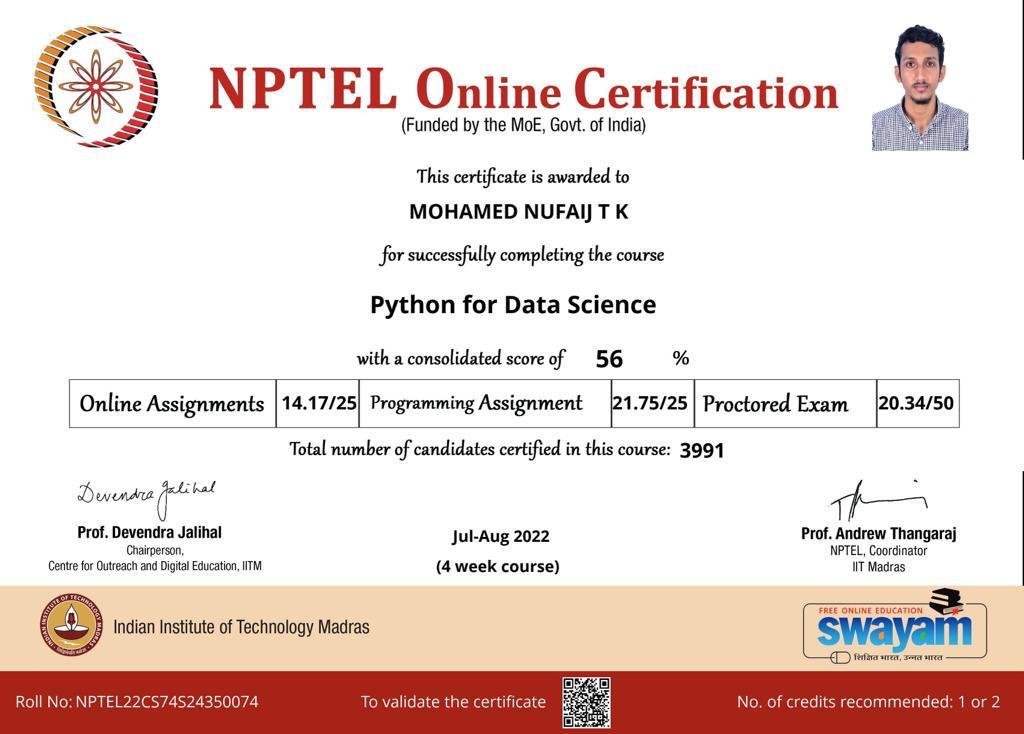 NPTEL Online Certification
(Funded by the MoE, Govt. of India)
This certificate is awarded to
MOHAMED NUFAIJ T K
for successfully completing the course
Python for Data Science
with a consolidated score of 56 %
Online Assignments 14.17/25 Programming Assignment 21.75/25 Proctored Exam 20.34/50
Total number of candidates certified in this course: 3991
Devendra Jalihal
Prof. Devendra Jalihal
Chairperson,
Centre for Outreach and Digital Education, IITM
Jul-Aug 2022
(4 week course)
Prof. Andrew Thangaraj
NPTEL, Coordinator
IIT Madras
INDIAN INSTITUTE OF TECHNOLOGY MADRAS
Indian Institute of Technology Madras
FREE ONLINE EDUCATION
swayam
शिक्षित भारत, उन्नत भारत
Roll No: NPTEL22CS74S24350074
To validate the certificate
No. of credits recommended: 1 or 2